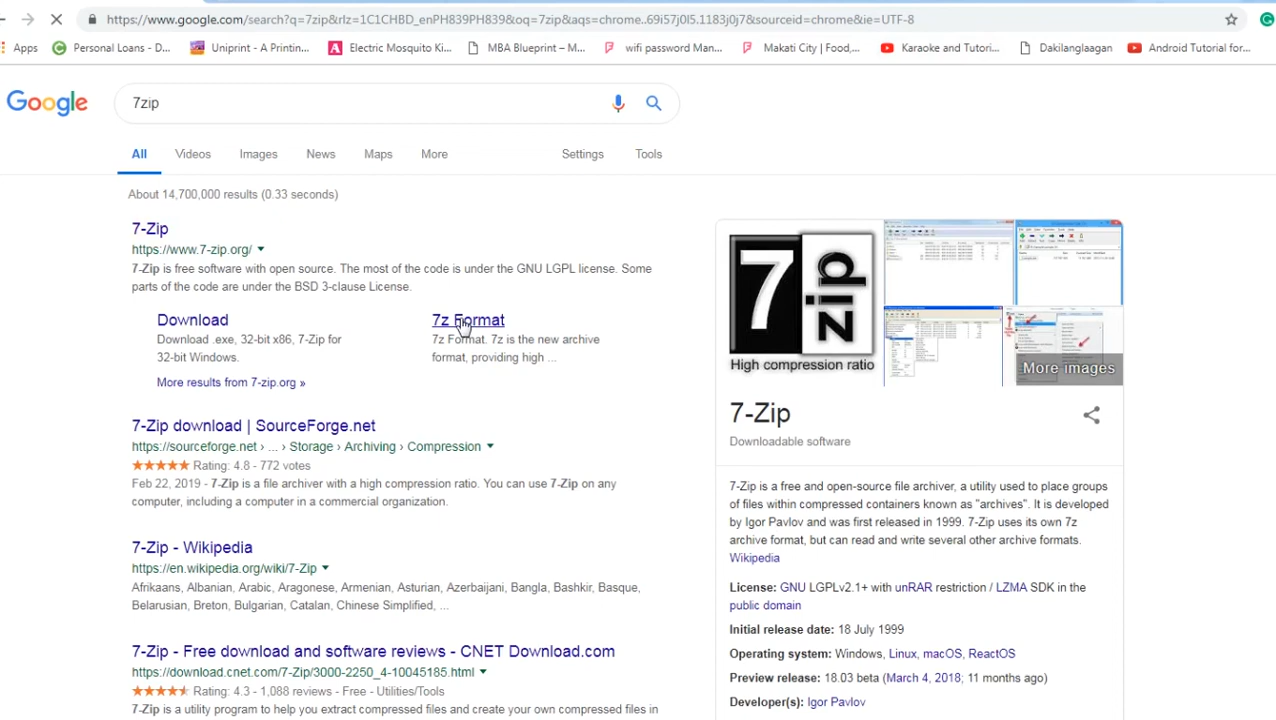 https://www.google.com/search?q=7zip&rlz=1C1CHBD_enPH839PH839&oq=7zip&aqs=chrome..69i57j0l5.1183j0j7&sourceid=chrome&ie=UTF-8
Apps Personal Loans - D... Uniprint - A Printin... Electric Mosquito Ki... MBA Blueprint – M... wifi password Man... Makati City | Food,... Karaoke and Tutori... Dakilanglaagan Android Tutorial for...
Google 7zip
All Videos Images News Maps More Settings Tools
About 14,700,000 results (0.33 seconds)
7-Zip
https://www.7-zip.org/
7-Zip is free software with open source. The most of the code is under the GNU LGPL license. Some
parts of the code are under the BSD 3-clause License.
Download
Download .exe, 32-bit x86, 7-Zip for
32-bit Windows.
7z Format
7z Format. 7z is the new archive
format, providing high ...
More results from 7-zip.org »
7-Zip download | SourceForge.net
https://sourceforge.net › ... › Storage › Archiving › Compression
Rating: 4.8 - 772 votes
Feb 22, 2019 - 7-Zip is a file archiver with a high compression ratio. You can use 7-Zip on any
computer, including a computer in a commercial organization.
7-Zip - Wikipedia
https://en.wikipedia.org/wiki/7-Zip
Afrikaans, Albanian, Arabic, Aragonese, Armenian, Asturian, Azerbaijani, Bangla, Bashkir, Basque,
Belarusian, Breton, Bulgarian, Catalan, Chinese Simplified, ...
7-Zip - Free download and software reviews - CNET Download.com
https://download.cnet.com/7-Zip/3000-2250_4-10045185.html
Rating: 4.3 - 1,088 reviews - Free - Utilities/Tools
7-Zip is a utility program to help you extract compressed files and create your own compressed files in
7 zip
High compression ratio
More images
7-Zip
Downloadable software
7-Zip is a free and open-source file archiver, a utility used to place groups
of files within compressed containers known as "archives". It is developed
by Igor Pavlov and was first released in 1999. 7-Zip uses its own 7z
archive format, but can read and write several other archive formats.
Wikipedia
License: GNU LGPLv2.1+ with unRAR restriction / LZMA SDK in the
public domain
Initial release date: 18 July 1999
Operating system: Windows, Linux, macOS, ReactOS
Preview release: 18.03 beta (March 4, 2018; 11 months ago)
Developer(s): Igor Pavlov